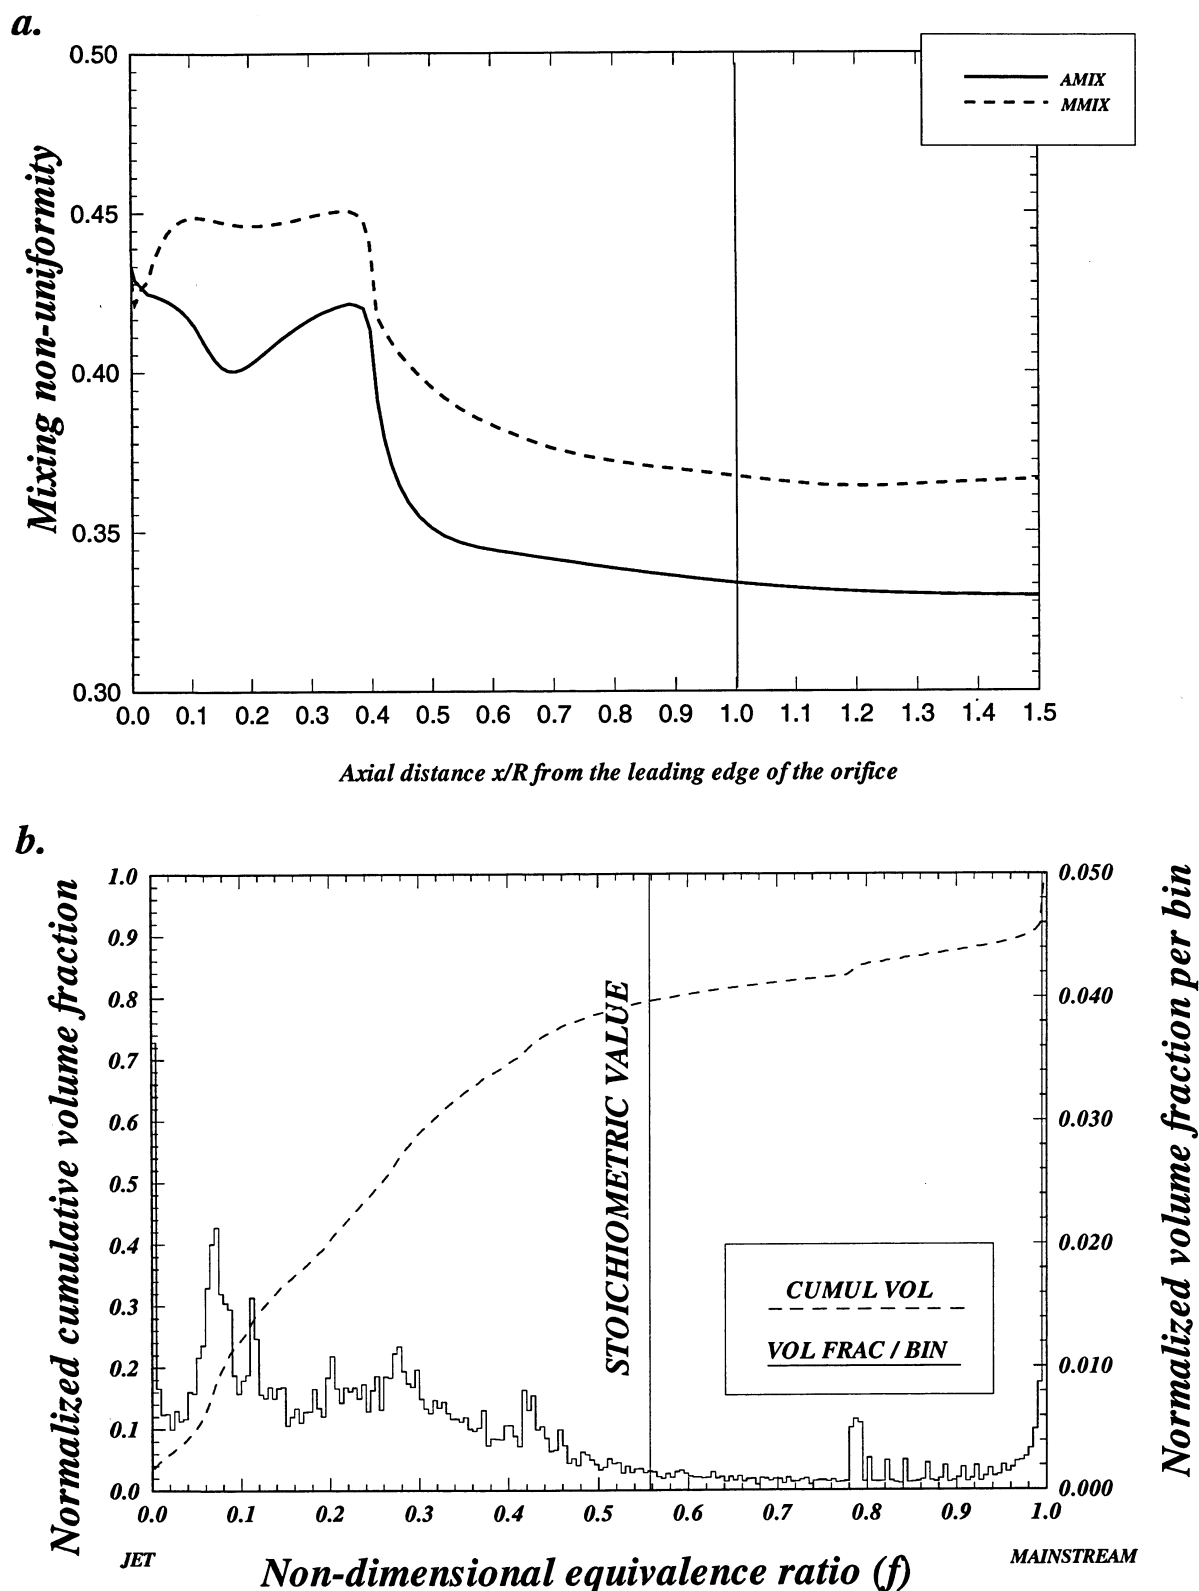 a.
0.50
0.45
0.40
0.35
0.30
Mixing non-uniformity
AMIX
MMIX
0.0 0.1 0.2 0.3 0.4 0.5 0.6 0.7 0.8 0.9 1.0 1.1 1.2 1.3 1.4 1.5
Axial distance x/R from the leading edge of the orifice
b.
Normalized cumulative volume fraction
1.0
0.9
0.8
0.7
0.6
0.5
0.4
0.3
0.2
0.1
0.0
STOICHIOMETRIC VALUE
CUMUL VOL
VOL FRAC / BIN
0.050
0.040
0.030
0.020
0.010
0.000
Normalized volume fraction per bin
0.0 0.1 0.2 0.3 0.4 0.5 0.6 0.7 0.8 0.9 1.0
JET
MAINSTREAM
Non-dimensional equivalence ratio (f)